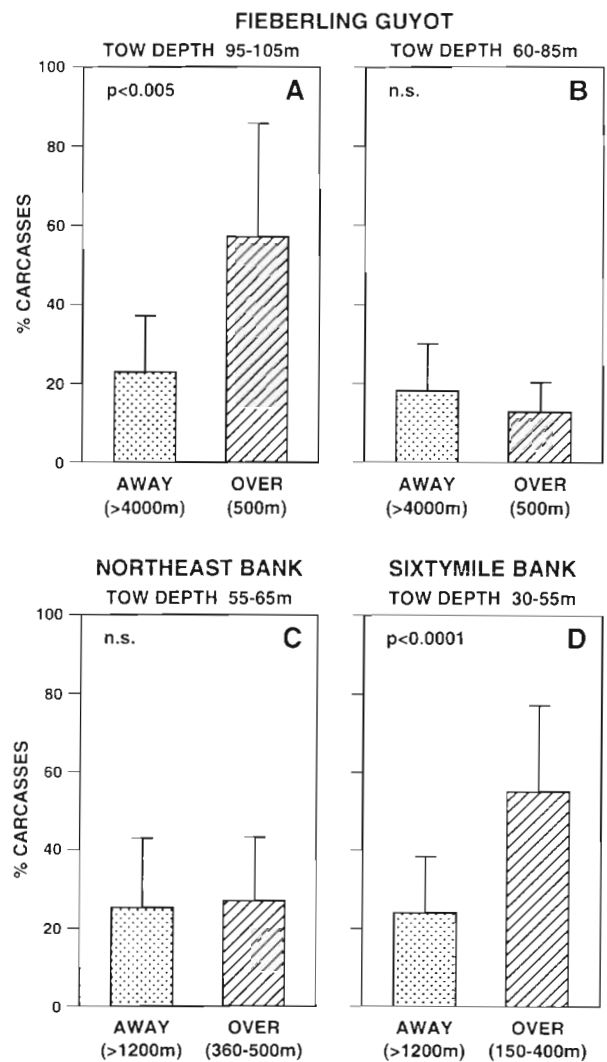 FIEBERLING GUYOT
TOW DEPTH 95-105m
TOW DEPTH 60-85m
100
80
60
40
20
0
% CARCASSES
p<0.005
A
n.s.
B
AWAY
(>4000m)
OVER
(500m)
AWAY
(>4000m)
OVER
(500m)
NORTHEAST BANK
TOW DEPTH 55-65m
SIXTYMILE BANK
TOW DEPTH 30-55m
100
80
60
40
20
0
% CARCASSES
n.s.
C
p<0.0001
D
AWAY
(>1200m)
OVER
(360-500m)
AWAY
(>1200m)
OVER
(150-400m)